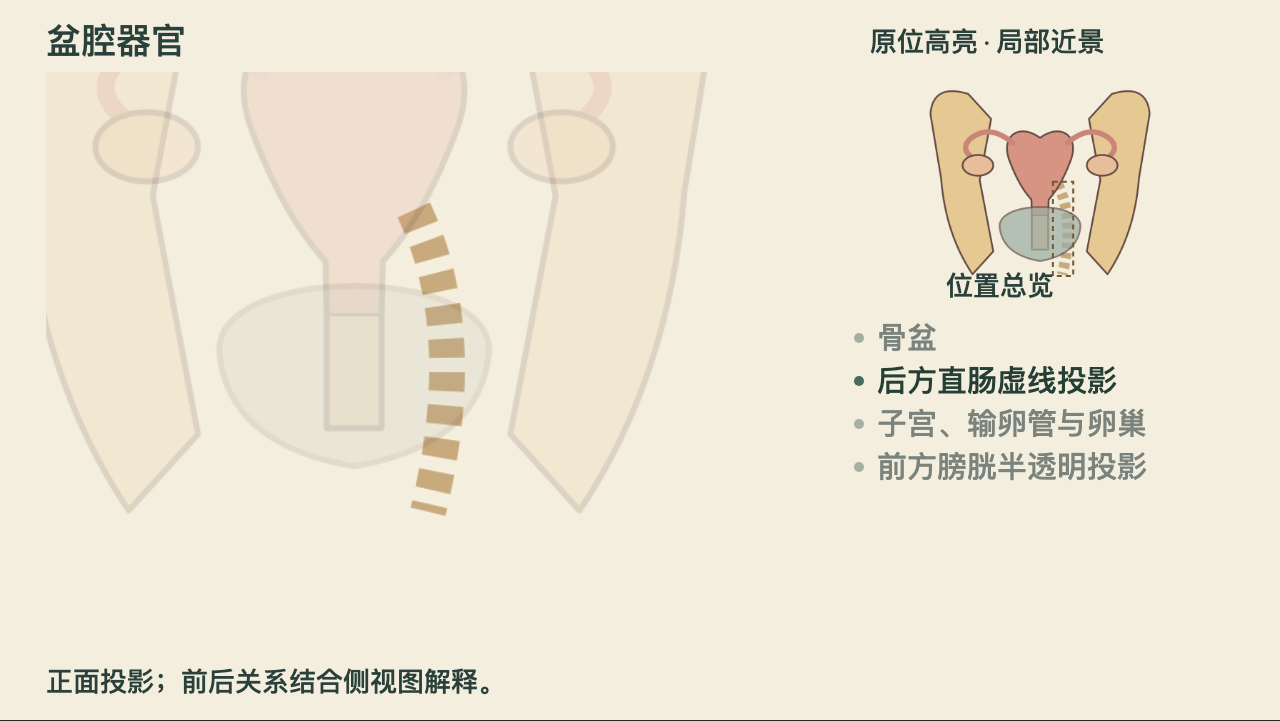 盆腔器官
原位高亮 · 局部近景
位置总览
骨盆
后方直肠虚线投影
子宫、输卵管与卵巢
前方膀胱半透明投影
正面投影；前后关系结合侧视图解释。